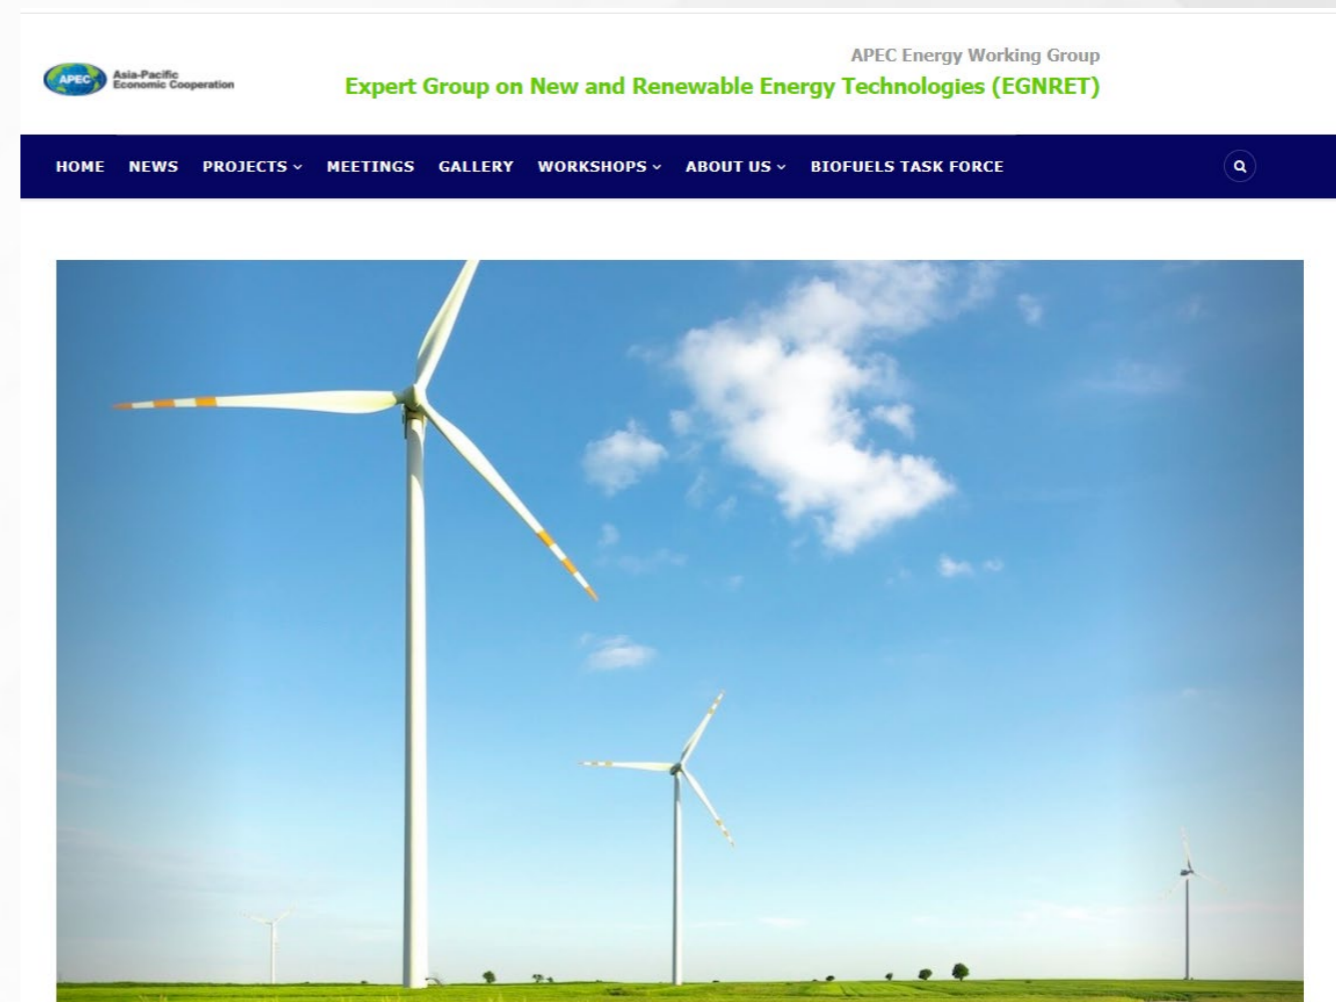 APEC
Asia-Pacific
Economic Cooperation
APEC Energy Working Group
Expert Group on New and Renewable Energy Technologies (EGNRET)
HOME NEWS PROJECTS MEETINGS GALLERY WORKSHOPS ABOUT US BIOFUELS TASK FORCE